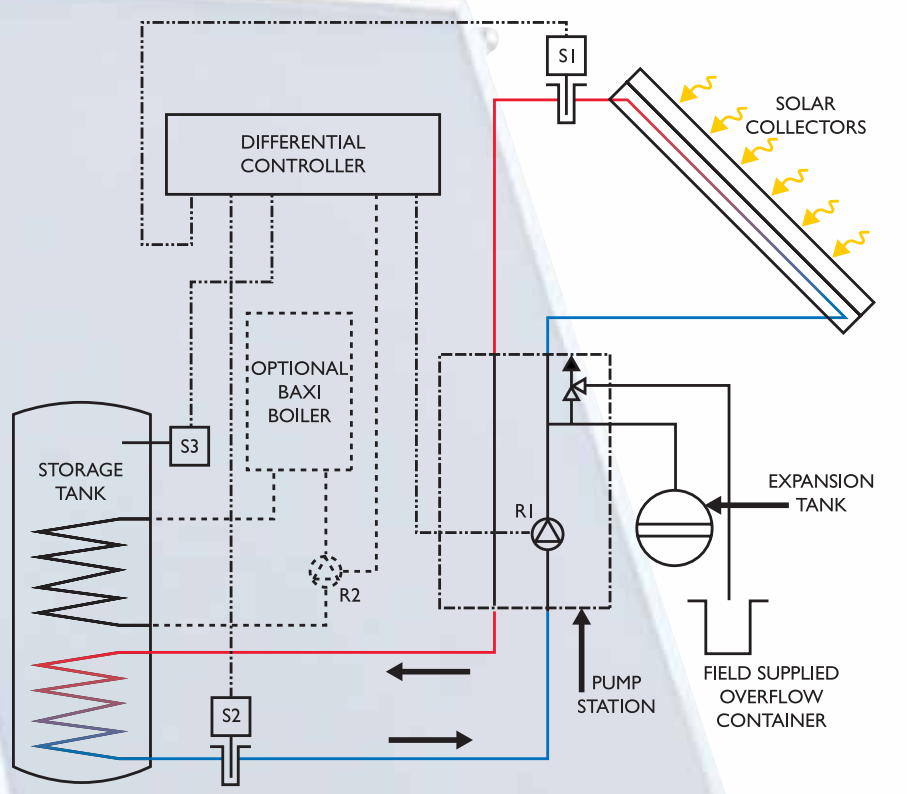 S1
SOLAR
COLLECTORS
DIFFERENTIAL
CONTROLLER
OPTIONAL
BAXI
BOILER
S3
STORAGE
TANK
EXPANSION
TANK
R1
R2
S2
PUMP
STATION
FIELD SUPPLIED
OVERFLOW
CONTAINER